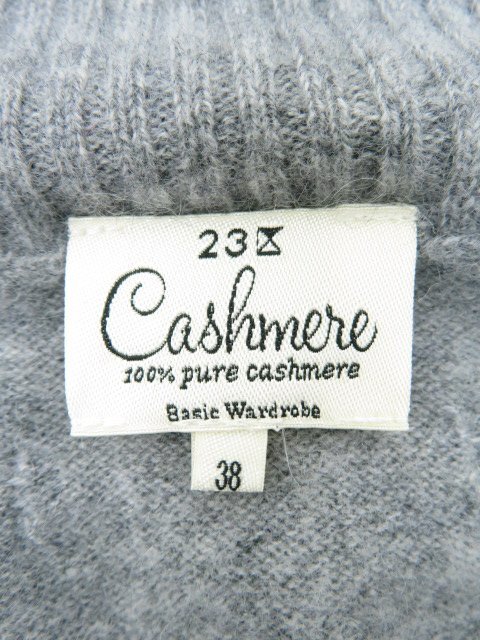 23区
Cashmere
100% pure cashmere
Basic Wardrobe
38